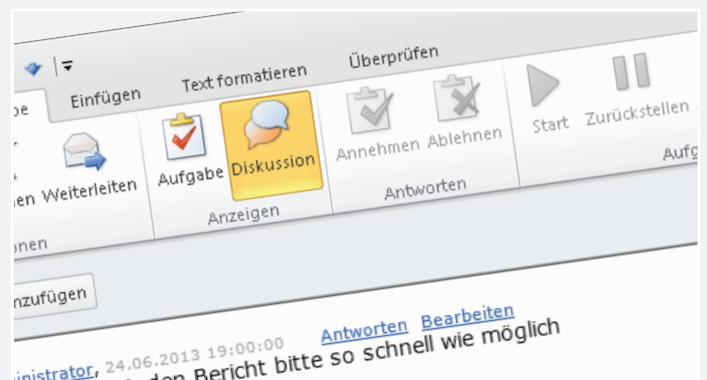 Einfügen Text formatieren Überprüfen
Weiterleiten Aufgabe Diskussion Annehmen Ablehnen Start Zurückstellen
Anzeigen Antworten
Antworten Bearbeiten
24.06.2013 19:00:00
Bericht bitte so schnell wie möglich